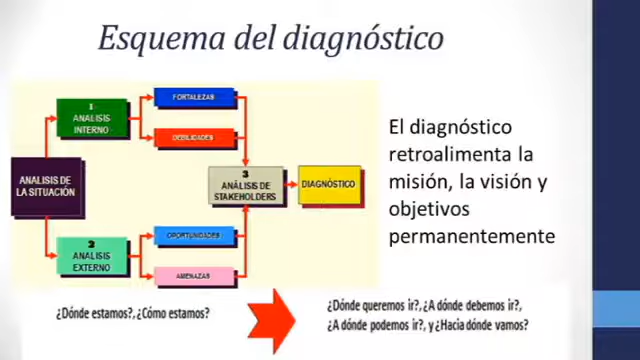 Esquema del diagnóstico
1
ANALISIS
INTERNO
FORTALEZAS
DEBILIDADES
ANALISIS DE
LA SITUACIÓN
3
ANÁLISIS DE
STAKEHOLDERS
DIAGNÓSTICO
2
ANALISIS
EXTERNO
OPORTUNIDADES
AMENAZAS
El diagnóstico
retroalimenta la
misión, la visión y
objetivos
permanentemente
¿Dónde estamos?, ¿Cómo estamos?
¿Dónde queremos ir?, ¿A dónde debemos ir?,
¿A dónde podemos ir?, y ¿Hacia dónde vamos?